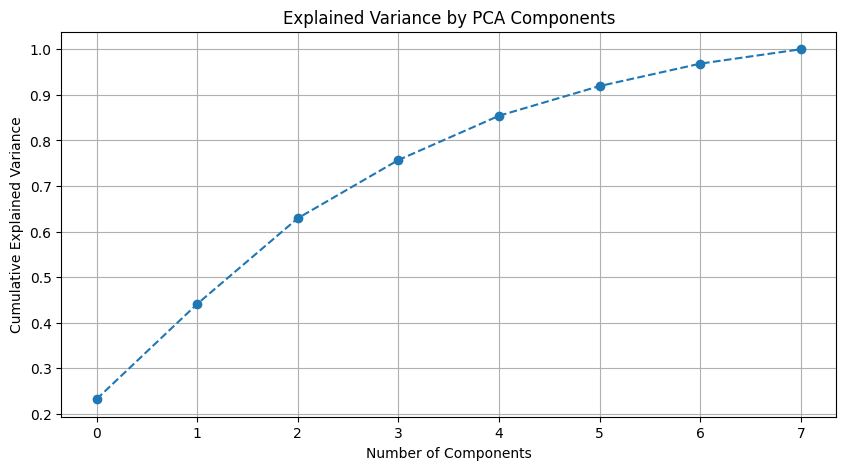 Explained Variance by PCA Components
Cumulative Explained Variance
1.0
0.9
0.8
0.7
0.6
0.5
0.4
0.3
0.2
0 1 2 3 4 5 6 7
Number of Components